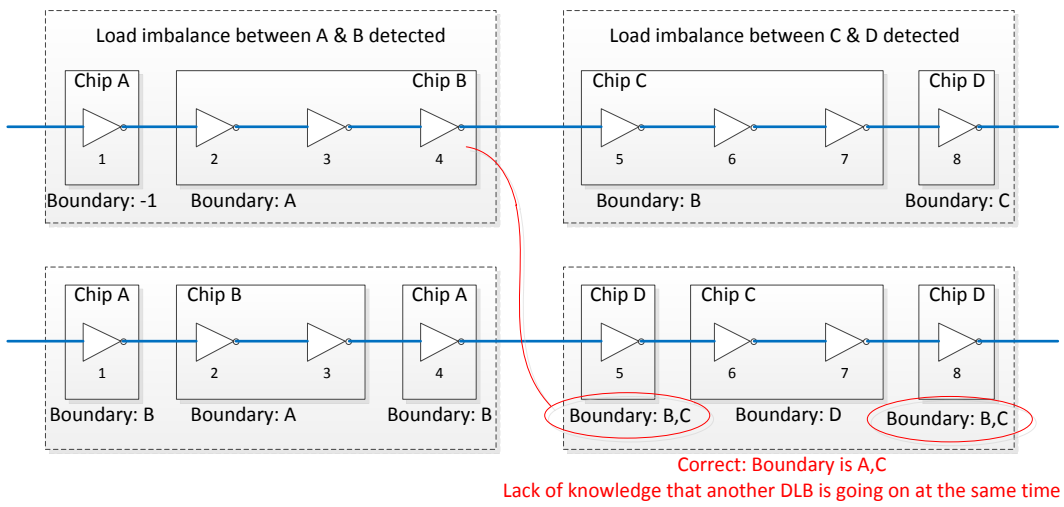 Load imbalance between A & B detected
Load imbalance between C & D detected
Chip A
Chip B
Chip C
Chip D
1
2
3
4
5
6
7
8
Boundary: -1
Boundary: A
Boundary: B
Boundary: C
Chip A
Chip B
Chip A
Chip D
Chip C
Chip D
1
2
3
4
5
6
7
8
Boundary: B
Boundary: A
Boundary: B
Boundary: B,C
Boundary: D
Boundary: B,C
Correct: Boundary is A,C
Lack of knowledge that another DLB is going on at the same time